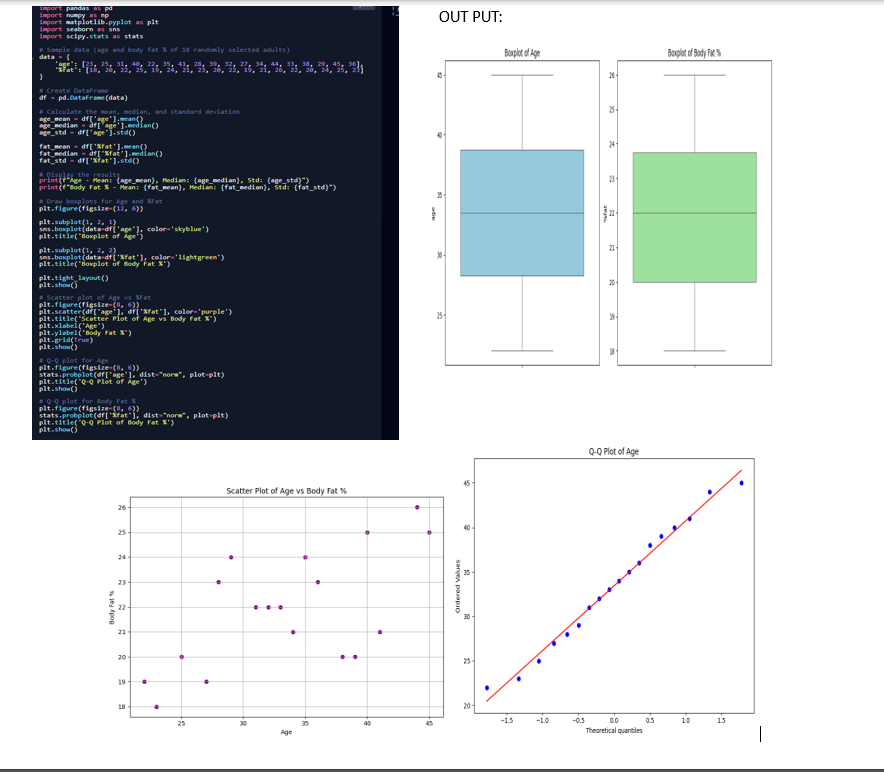 import pandas as pd
import numpy as np
import matplotlib.pyplot as plt
import seaborn as sns
import scipy.stats as stats
# Sample data (age and body fat % of 18 randomly selected adults)
data = {
'age': [23, 25, 31, 40, 22, 35, 41, 28, 39, 32, 27, 34, 44, 33, 38, 29, 45, 36],
'%fat': [18, 20, 22, 25, 19, 24, 21, 23, 20, 22, 19, 21, 26, 22, 20, 24, 25, 23]
}
# Create DataFrame
df = pd.DataFrame(data)
# Calculate the mean, median, and standard deviation
age_mean = df['age'].mean()
age_median = df['age'].median()
age_std = df['age'].std()
fat_mean = df['%fat'].mean()
fat_median = df['%fat'].median()
fat_std = df['%fat'].std()
# Display the results
print(f"Age - Mean: {age_mean}, Median: {age_median}, Std: {age_std}")
print(f"Body Fat % - Mean: {fat_mean}, Median: {fat_median}, Std: {fat_std}")
# Draw boxplots for Age and %Fat
plt.figure(figsize=(12, 6))
plt.subplot(1, 2, 1)
sns.boxplot(data=df['age'], color='skyblue')
plt.title('Boxplot of Age')
plt.subplot(1, 2, 2)
sns.boxplot(data=df['%fat'], color='lightgreen')
plt.title('Boxplot of Body Fat %')
plt.tight_layout()
plt.show()
# Scatter plot of Age vs %Fat
plt.figure(figsize=(8, 6))
plt.scatter(df['age'], df['%fat'], color='purple')
plt.title('Scatter Plot of Age vs Body Fat %')
plt.xlabel('Age')
plt.ylabel('Body Fat %')
plt.grid(True)
plt.show()
# Q-Q plot for Age
plt.figure(figsize=(8, 6))
stats.probplot(df['age'], dist="norm", plot=plt)
plt.title('Q-Q Plot of Age')
plt.show()
# Q-Q plot for Body Fat %
plt.figure(figsize=(8, 6))
stats.probplot(df['%fat'], dist="norm", plot=plt)
plt.title('Q-Q Plot of Body Fat %')
plt.show()
OUT PUT:
Boxplot of Age
45
40
35
30
25
age
Boxplot of Body Fat %
26
25
24
23
22
21
20
19
18
%fat
Scatter Plot of Age vs Body Fat %
26
25
24
23
22
21
20
19
18
Body Fat %
25 30 35 40 45
Age
Q-Q Plot of Age
45
40
35
30
25
20
Ordered Values
−1.5 −1.0 −0.5 0.0 0.5 1.0 1.5
Theoretical quantiles